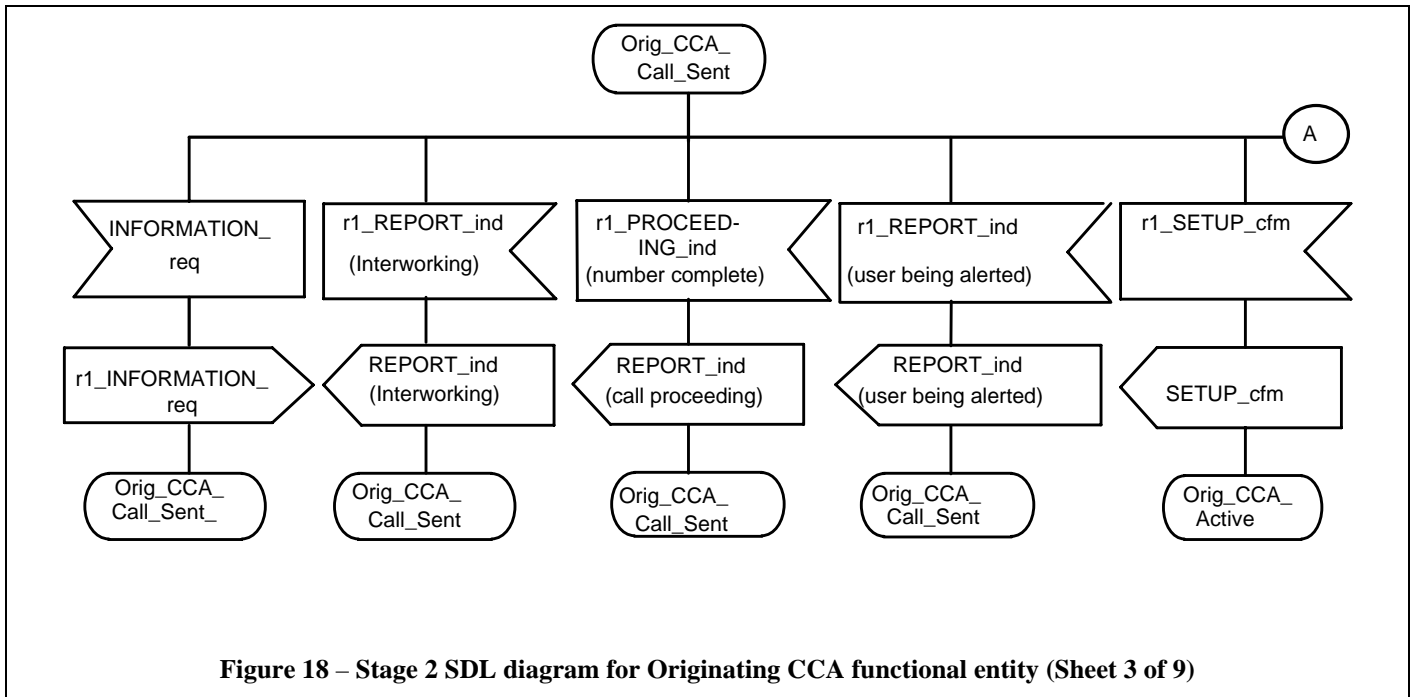 Orig_CCA_
Call_Sent
A
INFORMATION_
req
r1_REPORT_ind
(Interworking)
r1_PROCEED-
ING_ind
(number complete)
r1_REPORT_ind
(user being alerted)
r1_SETUP_cfm
r1_INFORMATION_
req
REPORT_ind
(Interworking)
REPORT_ind
(call proceeding)
REPORT_ind
(user being alerted)
SETUP_cfm
Orig_CCA_
Call_Sent_
Orig_CCA_
Call_Sent
Orig_CCA_
Call_Sent
Orig_CCA_
Call_Sent
Orig_CCA_
Active
Figure 18 – Stage 2 SDL diagram for Originating CCA functional entity (Sheet 3 of 9)